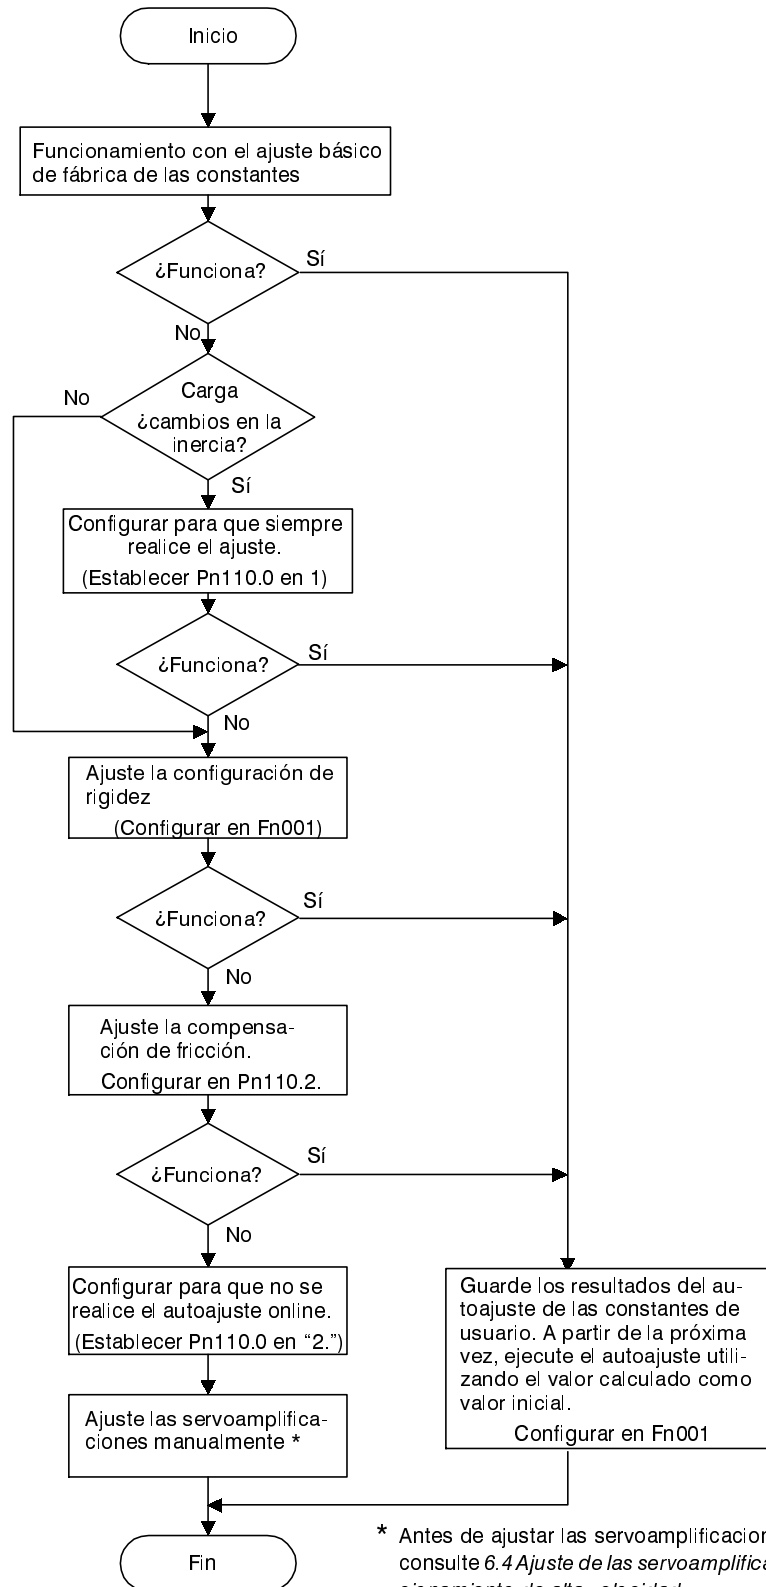 Inicio
Funcionamiento con el ajuste básico
de fábrica de las constantes
¿Funciona?
Sí
No
Carga
¿cambios en la
inercia?
No
Sí
Configurar para que siempre
realice el ajuste.
(Establecer Pn110.0 en 1)
¿Funciona?
Sí
No
Ajuste la configuración de
rigidez
(Configurar en Fn001)
¿Funciona?
Sí
No
Ajuste la compensa-
ción de fricción.
Configurar en Pn110.2.
¿Funciona?
Sí
No
Configurar para que no se
realice el autoajuste online.
(Establecer Pn110.0 en “2.”)
Guarde los resultados del au-
toajuste de las constantes de
usuario. A partir de la próxima
vez, ejecute el autoajuste utili-
zando el valor calculado como
valor inicial.
Configurar en Fn001
Ajuste las servoamplifica-
ciones manualmente *
Fin
* Antes de ajustar las
consulte 6.4 Ajuste de las